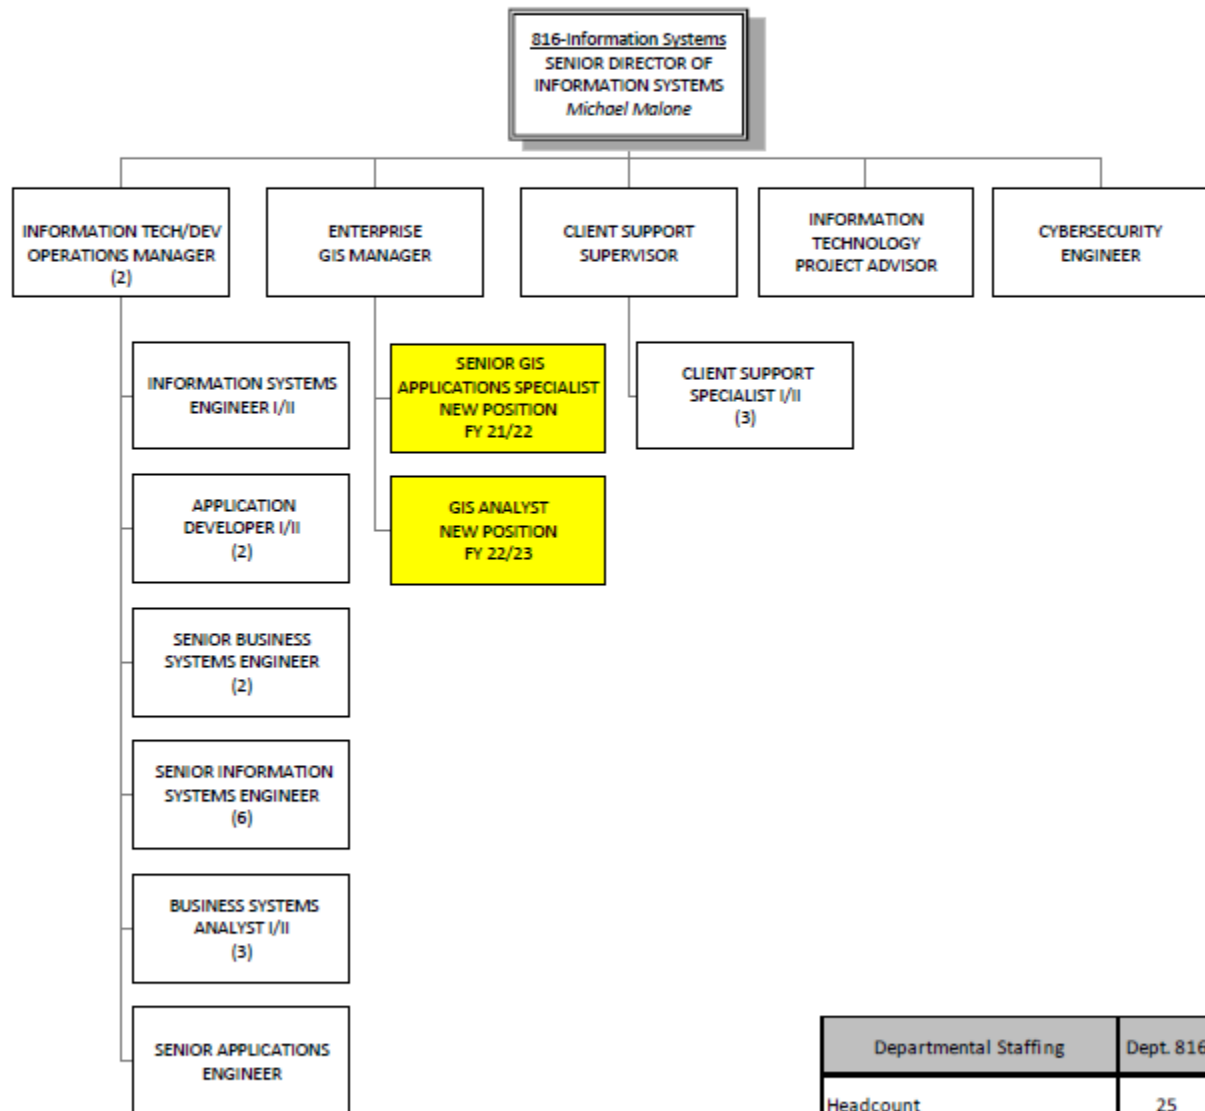 816-Information Systems
SENIOR DIRECTOR OF
INFORMATION SYSTEMS
Michael Malone
INFORMATION TECH/DEV
OPERATIONS MANAGER
(2)
ENTERPRISE
GIS MANAGER
CLIENT SUPPORT
SUPERVISOR
INFORMATION
TECHNOLOGY
PROJECT ADVISOR
CYBERSECURITY
ENGINEER
INFORMATION SYSTEMS
ENGINEER I/II
SENIOR GIS
APPLICATIONS SPECIALIST
NEW POSITION
FY 21/22
CLIENT SUPPORT
SPECIALIST I/II
(3)
APPLICATION
DEVELOPER I/II
(2)
GIS ANALYST
NEW POSITION
FY 22/23
SENIOR BUSINESS
SYSTEMS ENGINEER
(2)
SENIOR INFORMATION
SYSTEMS ENGINEER
(6)
BUSINESS SYSTEMS
ANALYST I/II
(3)
SENIOR APPLICATIONS
ENGINEER
Departmental Staffing Dept. 816
Headcount 25